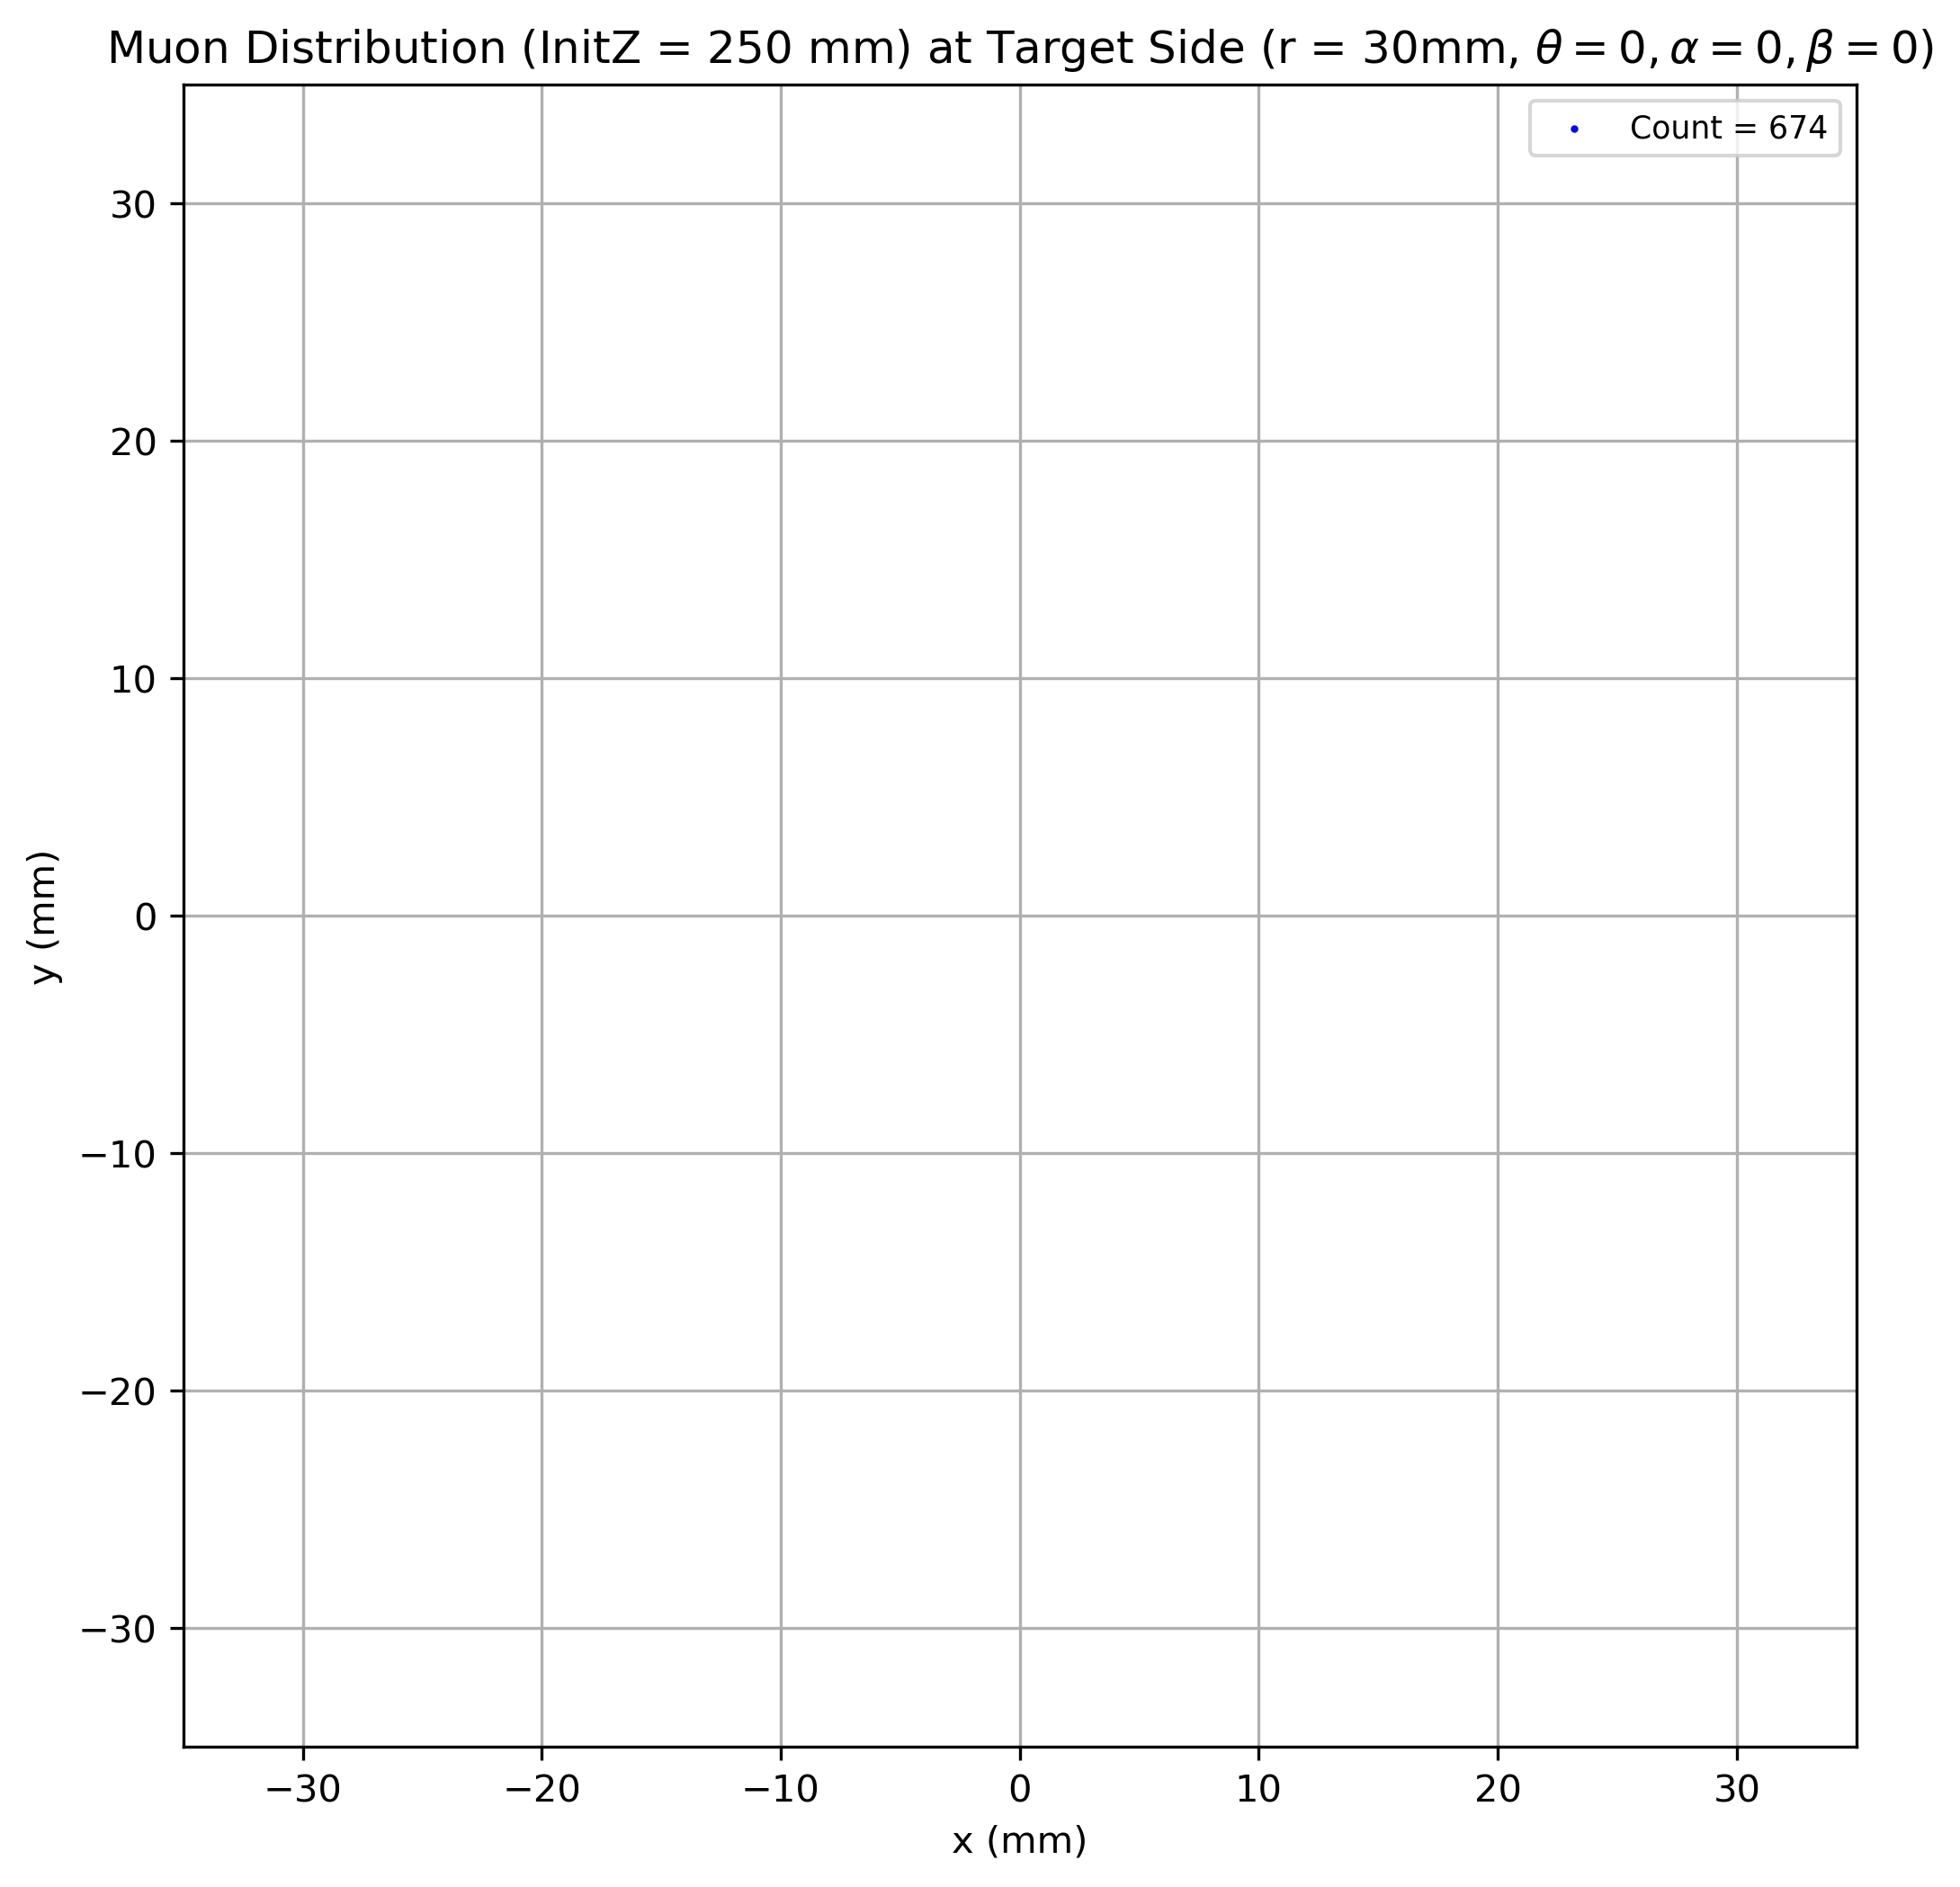 Muon Distribution (InitZ = 250 mm) at Target Side (r = 30mm, θ = 0, α = 0, β = 0)
Count = 674
30
20
10
0
−10
−20
−30
y (mm)
−30 −20 −10 0 10 20 30
x (mm)